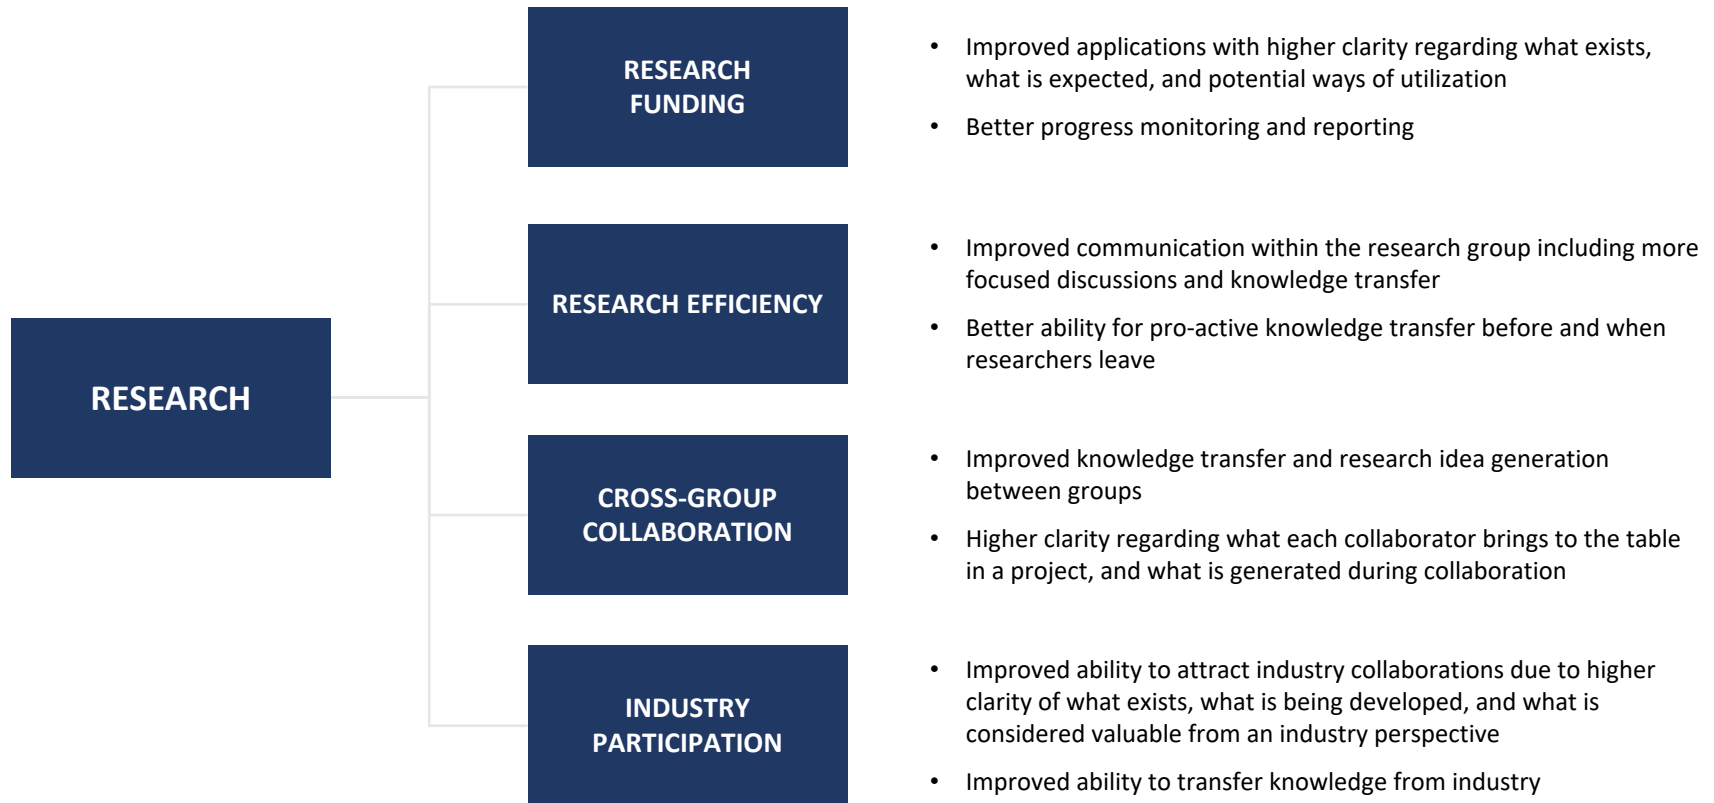 RESEARCH
RESEARCH
FUNDING
• Improved applications with higher clarity regarding what exists,
what is expected, and potential ways of utilization
• Better progress monitoring and reporting
RESEARCH EFFICIENCY
• Improved communication within the research group including more
focused discussions and knowledge transfer
• Better ability for pro-active knowledge transfer before and when
researchers leave
CROSS-GROUP
COLLABORATION
• Improved knowledge transfer and research idea generation
between groups
• Higher clarity regarding what each collaborator brings to the table
in a project, and what is generated during collaboration
INDUSTRY
PARTICIPATION
• Improved ability to attract industry collaborations due to higher
clarity of what exists, what is being developed, and what is
considered valuable from an industry perspective
• Improved ability to transfer knowledge from industry